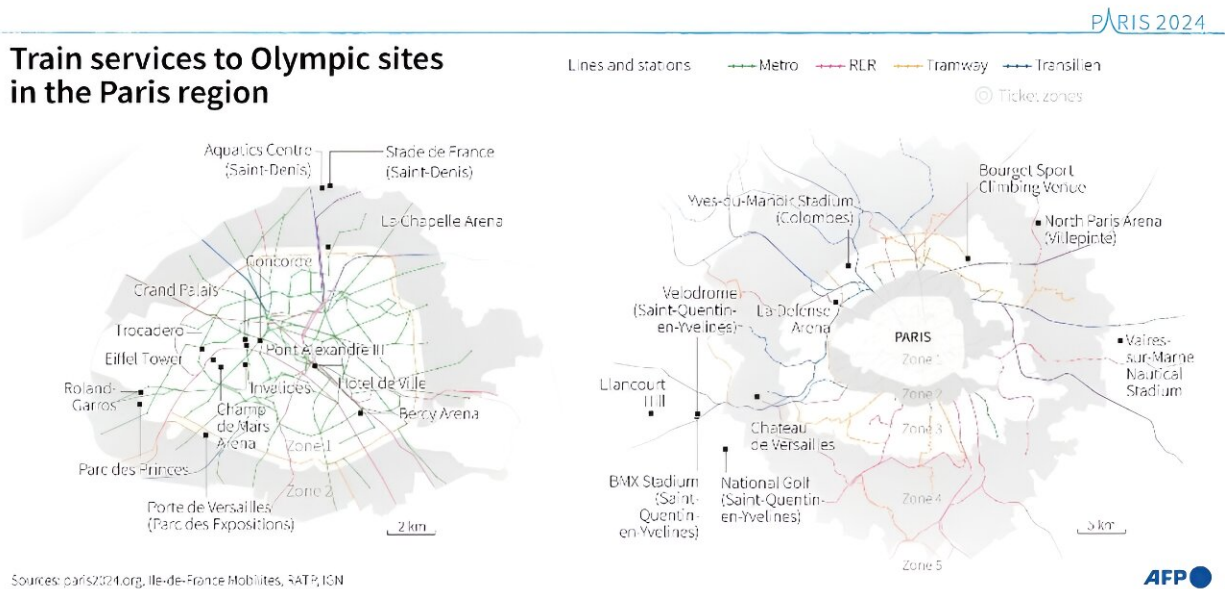 PARIS 2024
Train services to Olympic sites
in the Paris region
Lines and stations
Metro
RER
Tramway
Transilien
Ticket zones
Aquatics Centre
(Saint-Denis)
Stade de France
(Saint-Denis)
La Chapelle Arena
Concorde
Grand Palais
Trocadero
Eiffel Tower
Pont Alexandre III
Roland-
Garros
Invalides
Hotel de Ville
Champ
de Mars
Arena
Bercy Arena
Zone 1
Parc des Princes
Zone 2
Porte de Versailles
(Parc des Expositions)
2 km
Bourget Sport
Climbing Venue
Yves-du-Manoir Stadium
(Colombes)
North Paris Arena
(Villepinte)
Velodrome
(Saint-Quentin-
en-Yvelines)
La Defense
Arena
PARIS
Zone 1
Vaires-
sur-Marne
Nautical
Stadium
Elancourt
Hill
Zone 2
Chateau
de Versailles
Zone 3
BMX Stadium
(Saint-
Quentin-
en-Yvelines)
National Golf
(Saint-Quentin-
en-Yvelines)
Zone 4
5 km
Zone 5
Sources: paris2024.org, Ile-de-France Mobilites, RATP, IGN
AFP